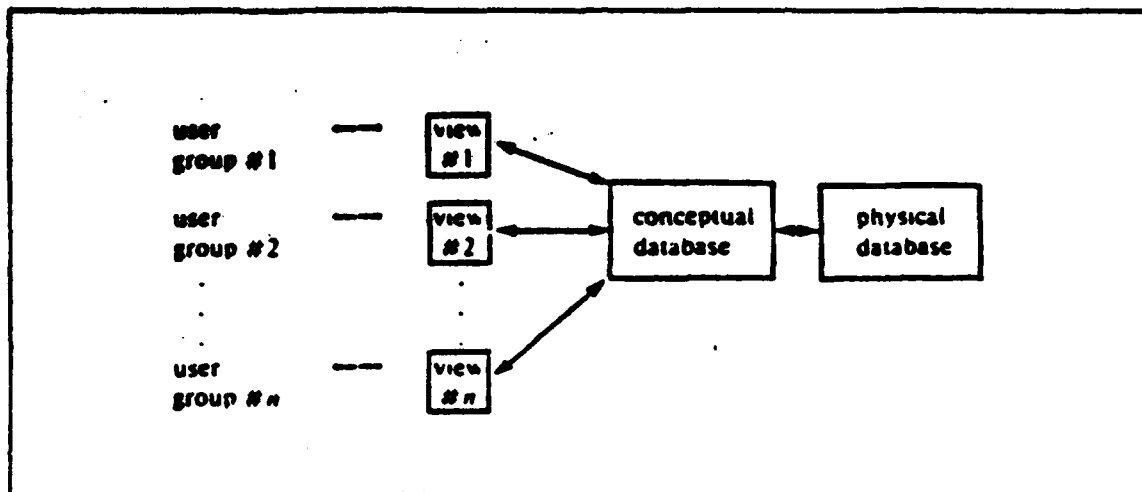 user
group #1
view
#1
user
group #2
view
#2
conceptual
database
physical
database
user
group #n
view
#n